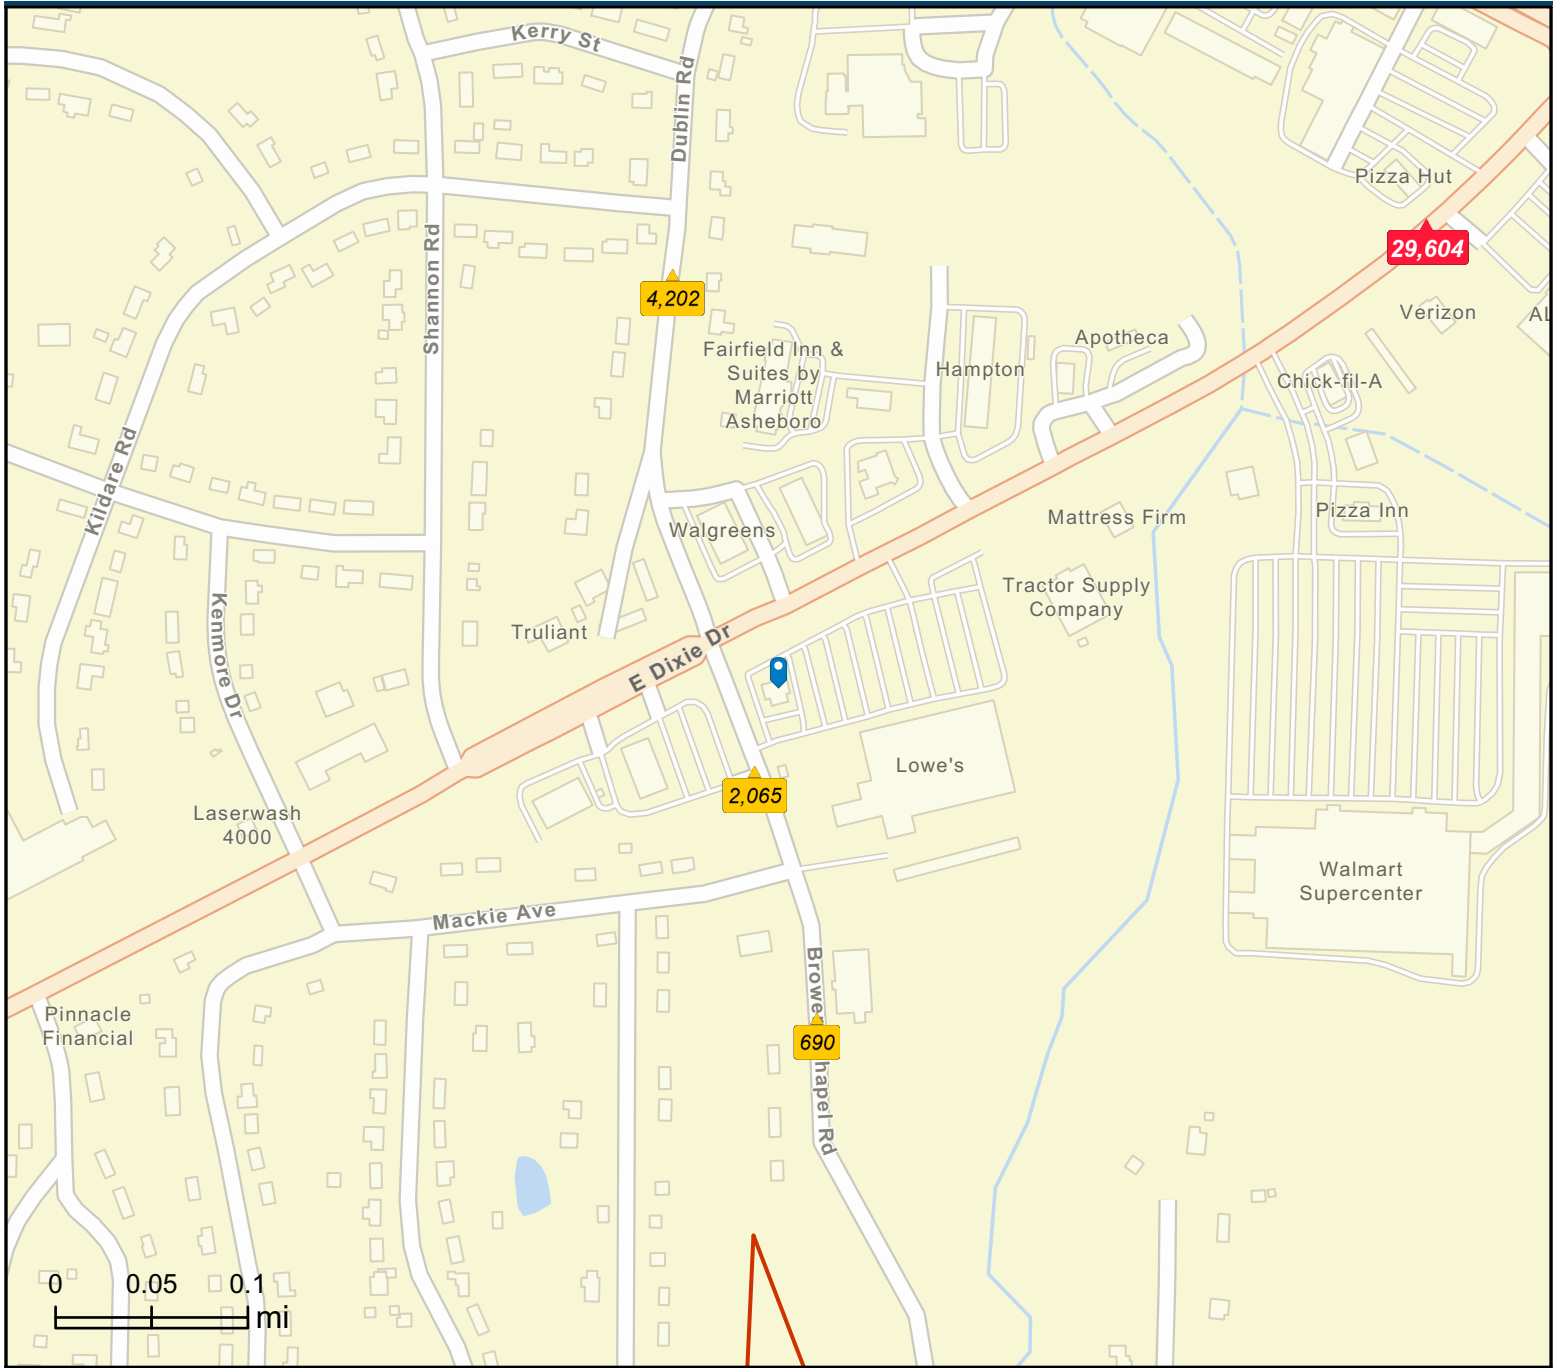 Kerry St
Dublin Rd
Pizza Hut
29,604
Shannon Rd
4,202
Verizon
AL
Apotheca
Fairfield Inn &
Suites by
Marriott
Asheboro
Hampton
Chick-fil-A
Kildare Rd
Walgreens
Mattress Firm
Pizza Inn
Tractor Supply
Company
Kenmore Dr
Truliant
E Dixie Dr
Lowe's
2,065
Laserwash
4000
Walmart
Supercenter
Mackie Ave
Browe
hapel Rd
690
Pinnacle
Financial
0 0.05 0.1
mi